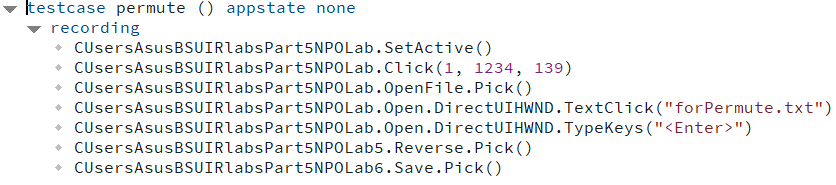 testcase permute () appstate none
recording
CUsersAsusBSUIRlabsPart5NPOLab.SetActive()
CUsersAsusBSUIRlabsPart5NPOLab.Click(1, 1234, 139)
CUsersAsusBSUIRlabsPart5NPOLab.OpenFile.Pick()
CUsersAsusBSUIRlabsPart5NPOLab.Open.DirectUIHWND.TextClick("forPermute.txt")
CUsersAsusBSUIRlabsPart5NPOLab.Open.DirectUIHWND.TypeKeys("<Enter>")
CUsersAsusBSUIRlabsPart5NPOLab5.Reverse.Pick()
CUsersAsusBSUIRlabsPart5NPOLab6.Save.Pick()